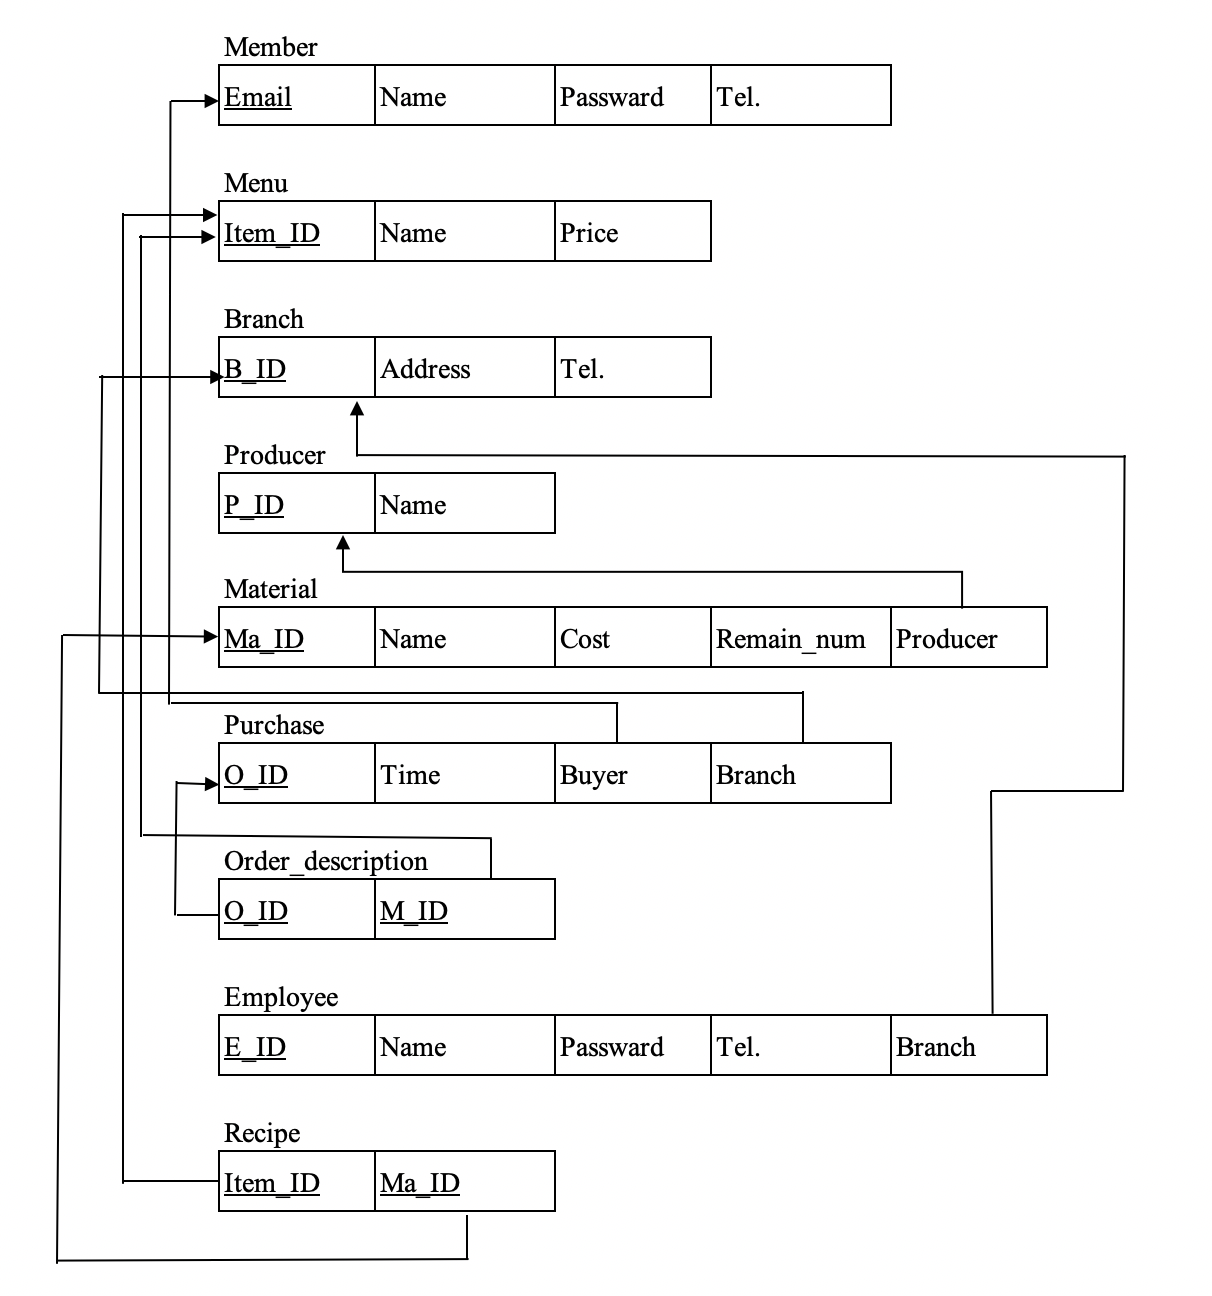 Member
Email Name Passward Tel.
Menu
Item_ID Name Price
Branch
B_ID Address Tel.
Producer
P_ID Name
Material
Ma_ID Name Cost Remain_num Producer
Purchase
O_ID Time Buyer Branch
Order_description
O_ID M_ID
Employee
E_ID Name Passward Tel. Branch
Recipe
Item_ID Ma_ID